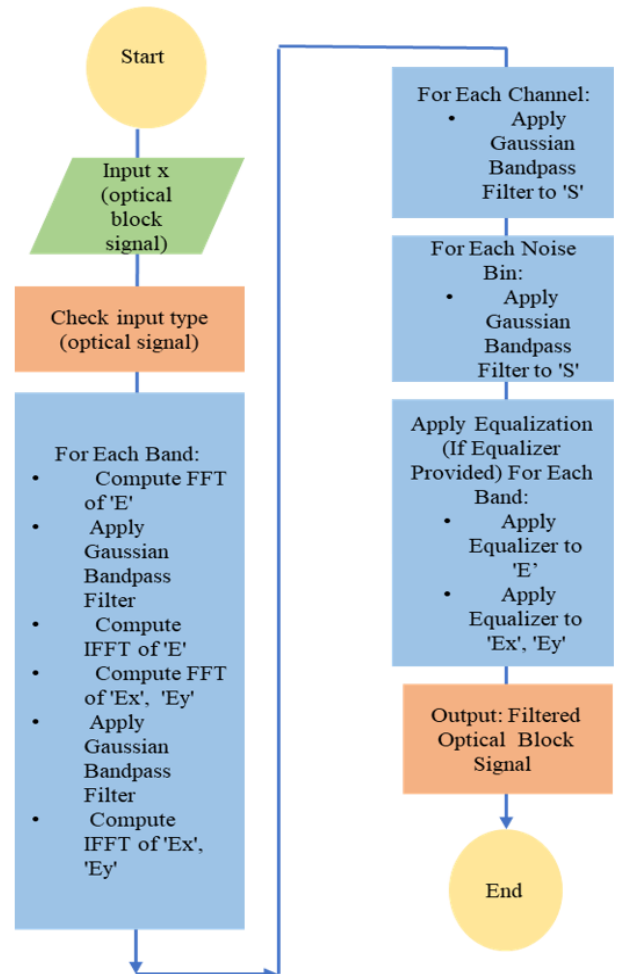 Start
Input x
(optical
block
signal)
Check input type
(optical signal)
For Each Band:
• Compute FFT
of 'E'
• Apply
Gaussian
Bandpass
Filter
• Compute
IFFT of 'E'
• Compute FFT
of 'Ex', 'Ey'
• Apply
Gaussian
Bandpass
Filter
• Compute
IFFT of 'Ex',
'Ey'
For Each Channel:
• Apply
Gaussian
Bandpass
Filter to 'S'
For Each Noise
Bin:
• Apply
Gaussian
Bandpass
Filter to 'S'
Apply Equalization
(If Equalizer
Provided) For Each
Band:
• Apply
Equalizer to
'E’
• Apply
Equalizer to
'Ex', 'Ey'
Output: Filtered
Optical Block
Signal
End